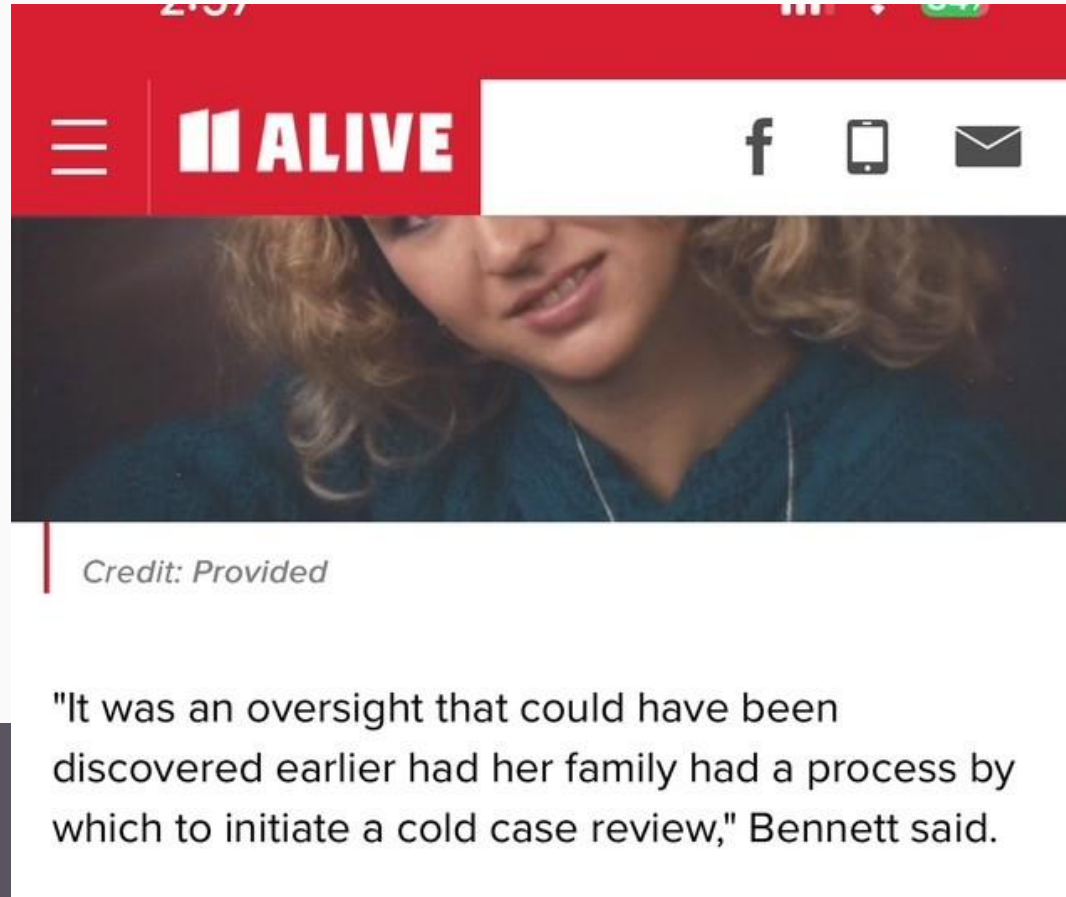 11 ALIVE
f
Credit: Provided
"It was an oversight that could have been
discovered earlier had her family had a process by
which to initiate a cold case review," Bennett said.